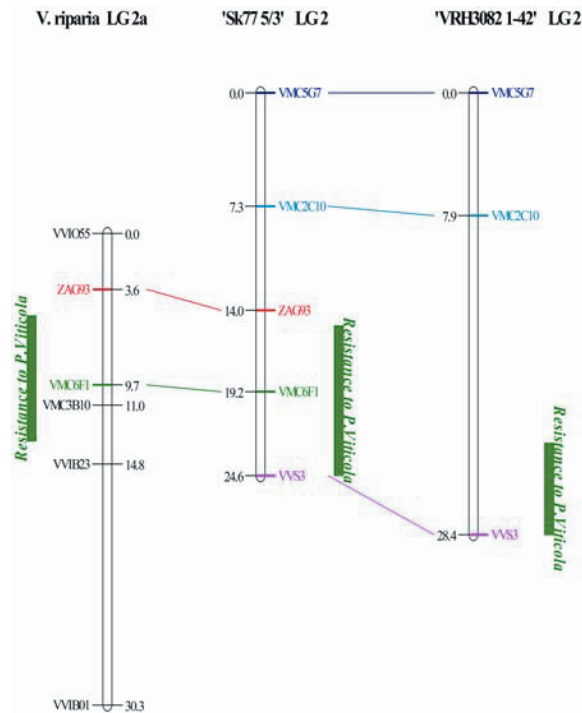 V. riparia LG 2a
'Sk77 5/3' LG 2
'VRH3082 1-42' LG 2
0.0 VMC5G7
0.0 VMC5G7
7.3 VMC2C10
7.9 VMC2C10
VVIO55 0.0
ZAG93 3.6
14.0 ZAG93
Resistance to P.Viticola
VMC6F1 9.7
VMC3B10 11.0
19.2 VMC6F1
Resistance to P.Viticola
VVIB23 14.8
24.6 VVS3
28.4 VVS3
Resistance to P.Viticola
VVIB01 30.3